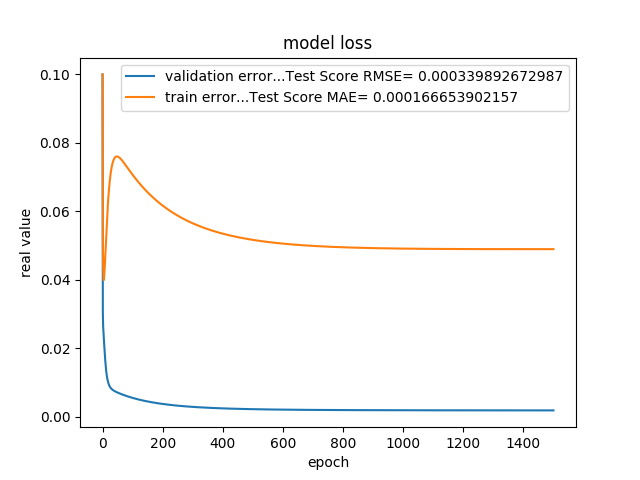 model loss
validation error...Test Score RMSE= 0.000339892672987
train error...Test Score MAE= 0.000166653902157
real value
0.10
0.08
0.06
0.04
0.02
0.00
0 200 400 600 800 1000 1200 1400
epoch